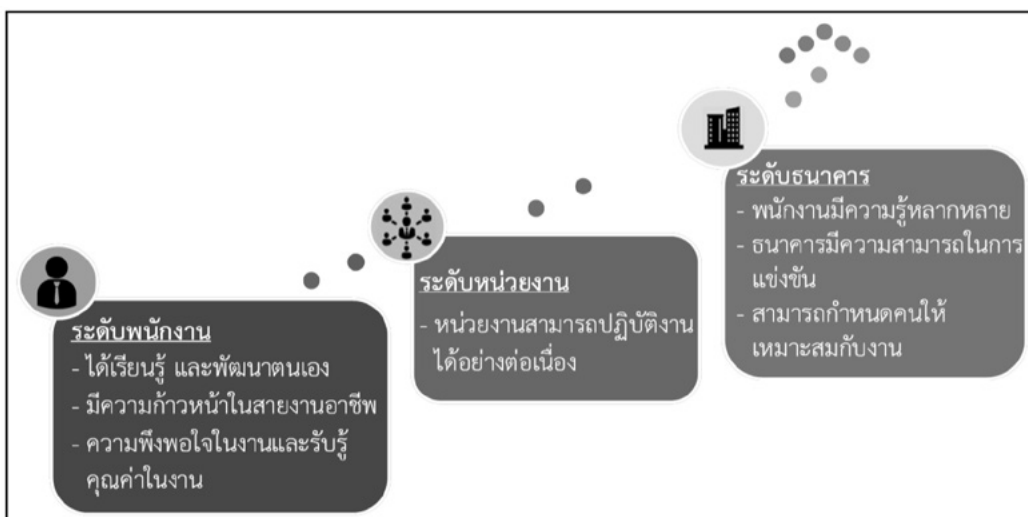 ระดับพนักงาน
- ได้เรียนรู้ และพัฒนาตนเอง
- มีความก้าวหน้าในสายงานอาชีพ
- ความพึงพอใจในงานและรับรู้
คุณค่าในงาน
ระดับหน่วยงาน
- หน่วยงานสามารถปฏิบัติงาน
ได้อย่างต่อเนื่อง
ระดับธนาคาร
- พนักงานมีความรู้หลากหลาย
- ธนาคารมีความสามารถในการ
แข่งขัน
- สามารถกำหนดคนให้
เหมาะสมกับงาน